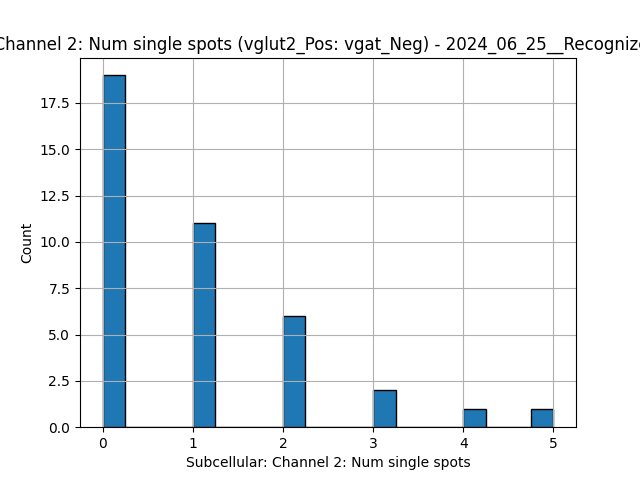 Channel 2: Num single spots (vglut2_Pos: vgat_Neg) - 2024_06_25__Recognize
17.5
15.0
12.5
10.0
7.5
5.0
2.5
0.0
Count
0 1 2 3 4 5
Subcellular: Channel 2: Num single spots